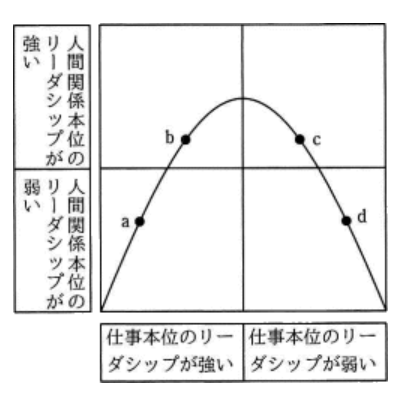 人間関係本位の
リーダシップが
強い
人間関係本位の
リーダシップが
弱い
b
c
a
d
仕事本位のリー
ダシップが強い
仕事本位のリー
ダシップが弱い